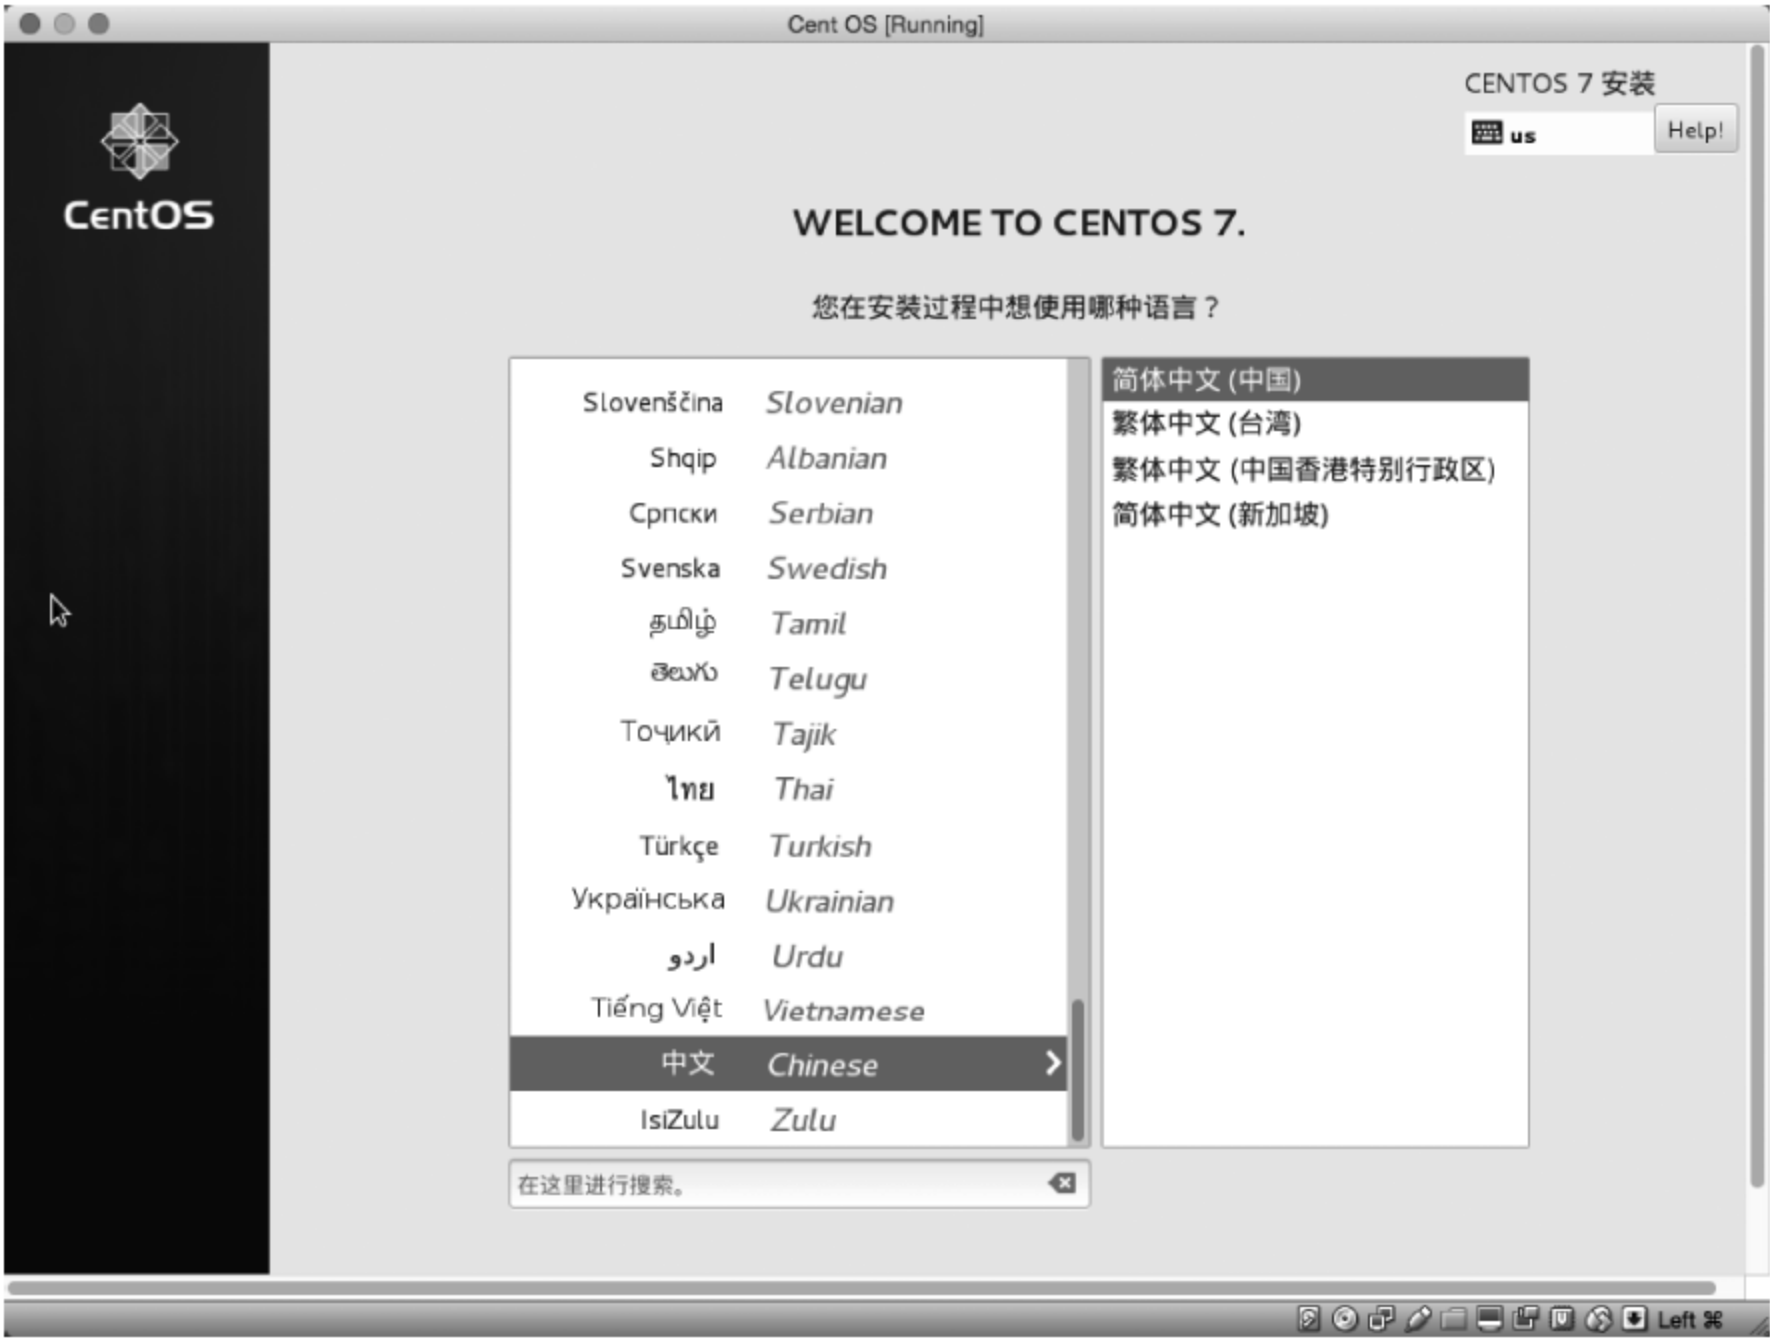 Cent OS [Running]
CentOS
CENTOS 7 安装
us
Help!
WELCOME TO CENTOS 7.
您在安装过程中想使用哪种语言？
Slovenščina Slovenian
Shqip Albanian
Српски Serbian
Svenska Swedish
தமிழ் Tamil
తెలుగు Telugu
Тоҷикӣ Tajik
ไทย Thai
Türkçe Turkish
Українська Ukrainian
اردو Urdu
Tiếng Việt Vietnamese
中文 Chinese
IsiZulu Zulu
在这里进行搜索。
简体中文 (中国)
繁体中文 (台湾)
繁体中文 (中国香港特别行政区)
简体中文 (新加坡)
Left ⌘